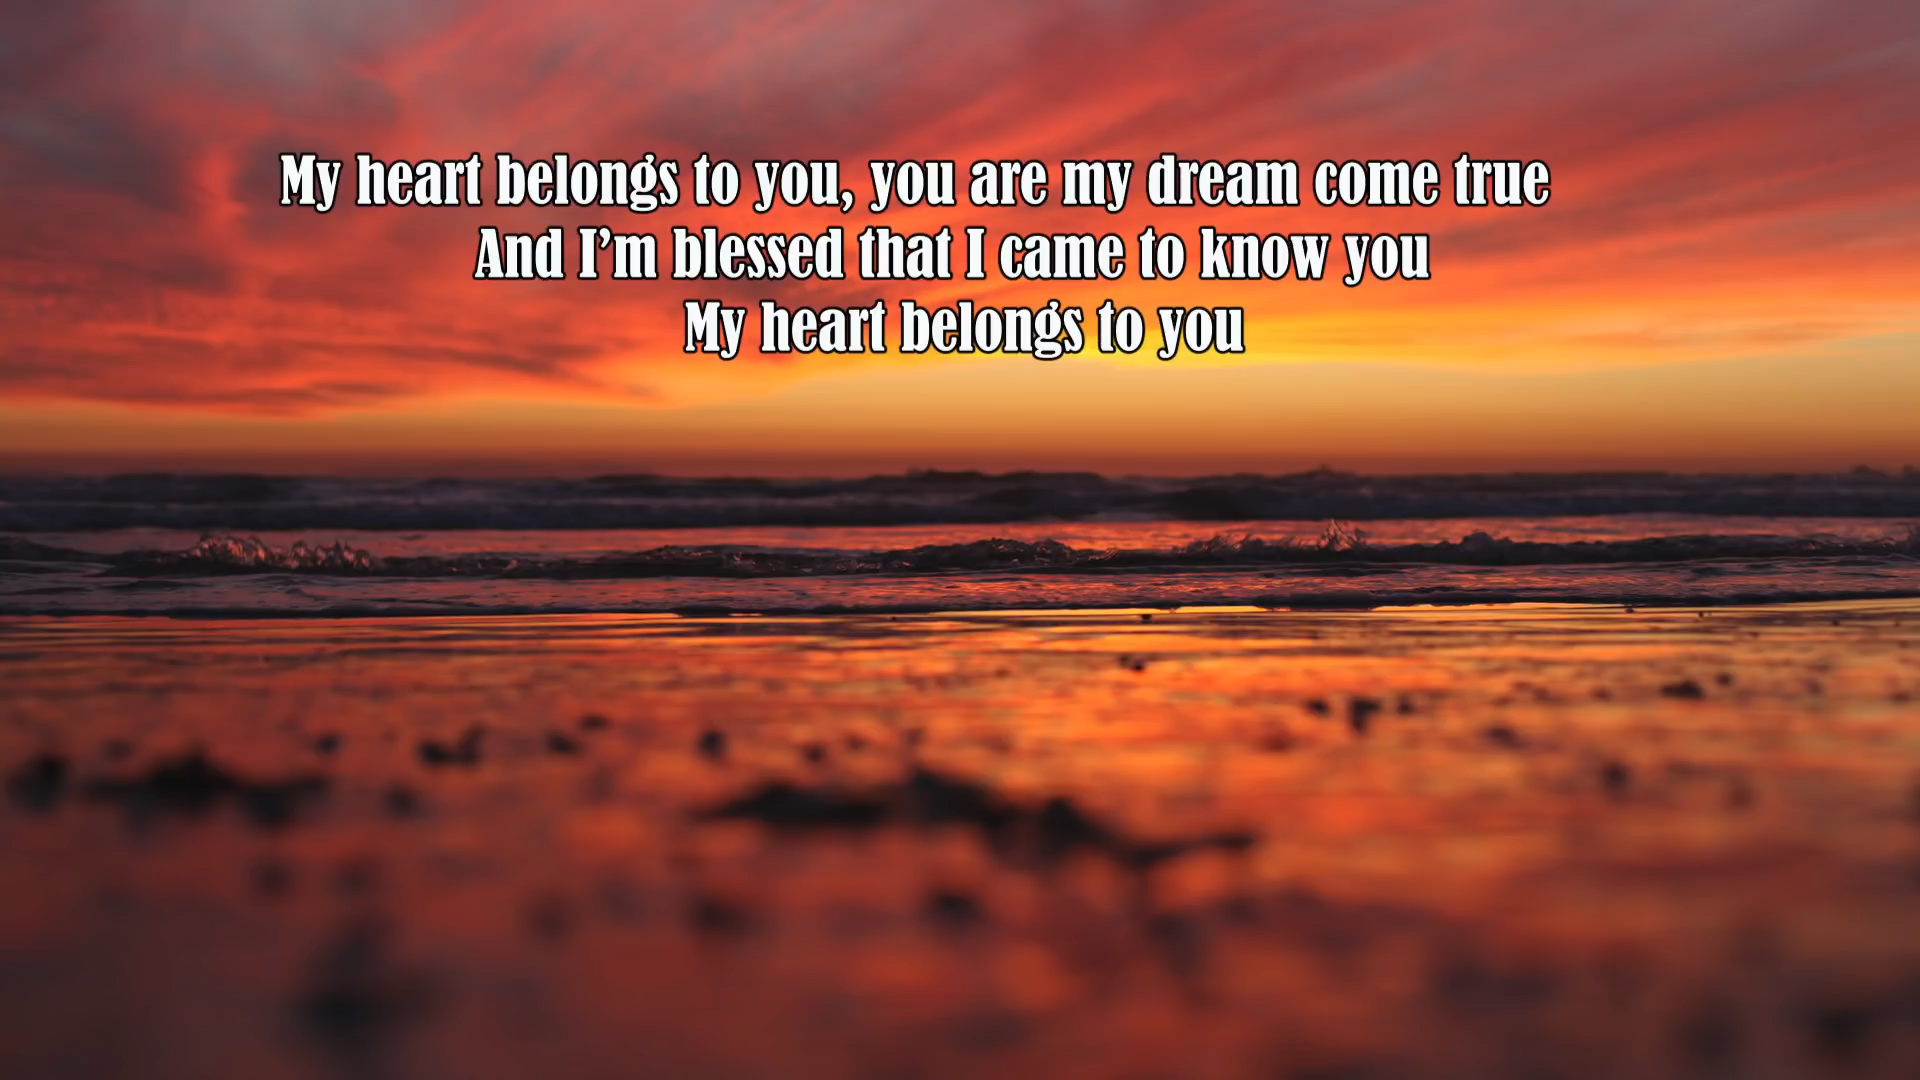 My heart belongs to you, you are my dream come true
And I’m blessed that I came to know you
My heart belongs to you